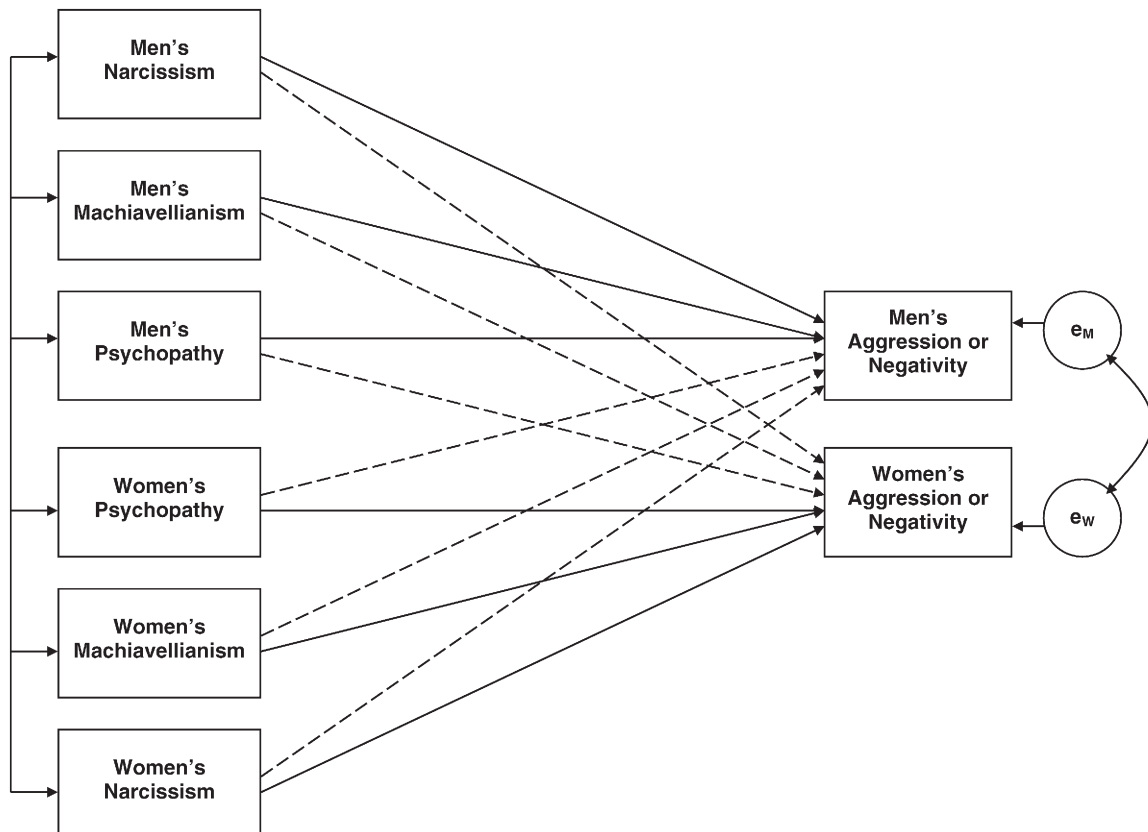 Men's
Narcissism
Men's
Machiavellianism
Men's
Psychopathy
Women's
Psychopathy
Women's
Machiavellianism
Women's
Narcissism
Men's
Aggression or
Negativity
Women's
Aggression or
Negativity
eM
eW